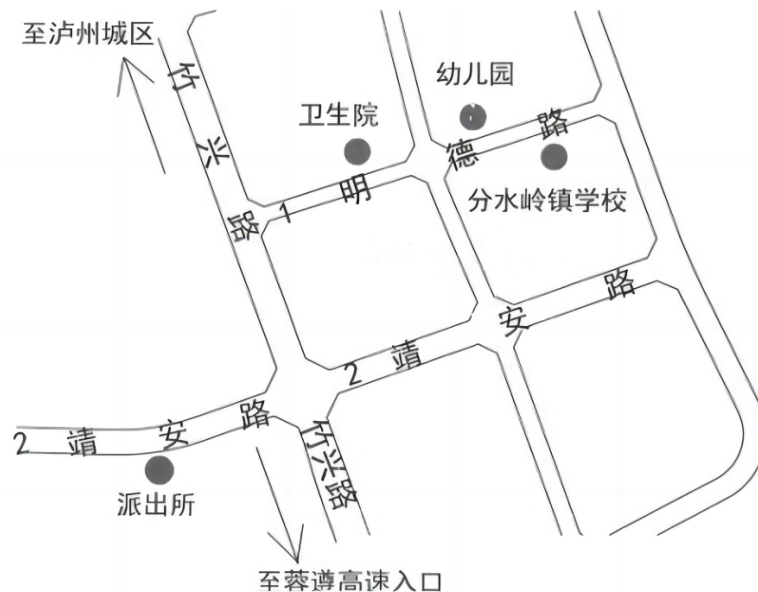 至泸州城区
竹兴路
幼儿园
卫生院
1明德路
分水岭镇学校
2靖安路
2靖安路
竹兴路
派出所
至蓉遵高速入口